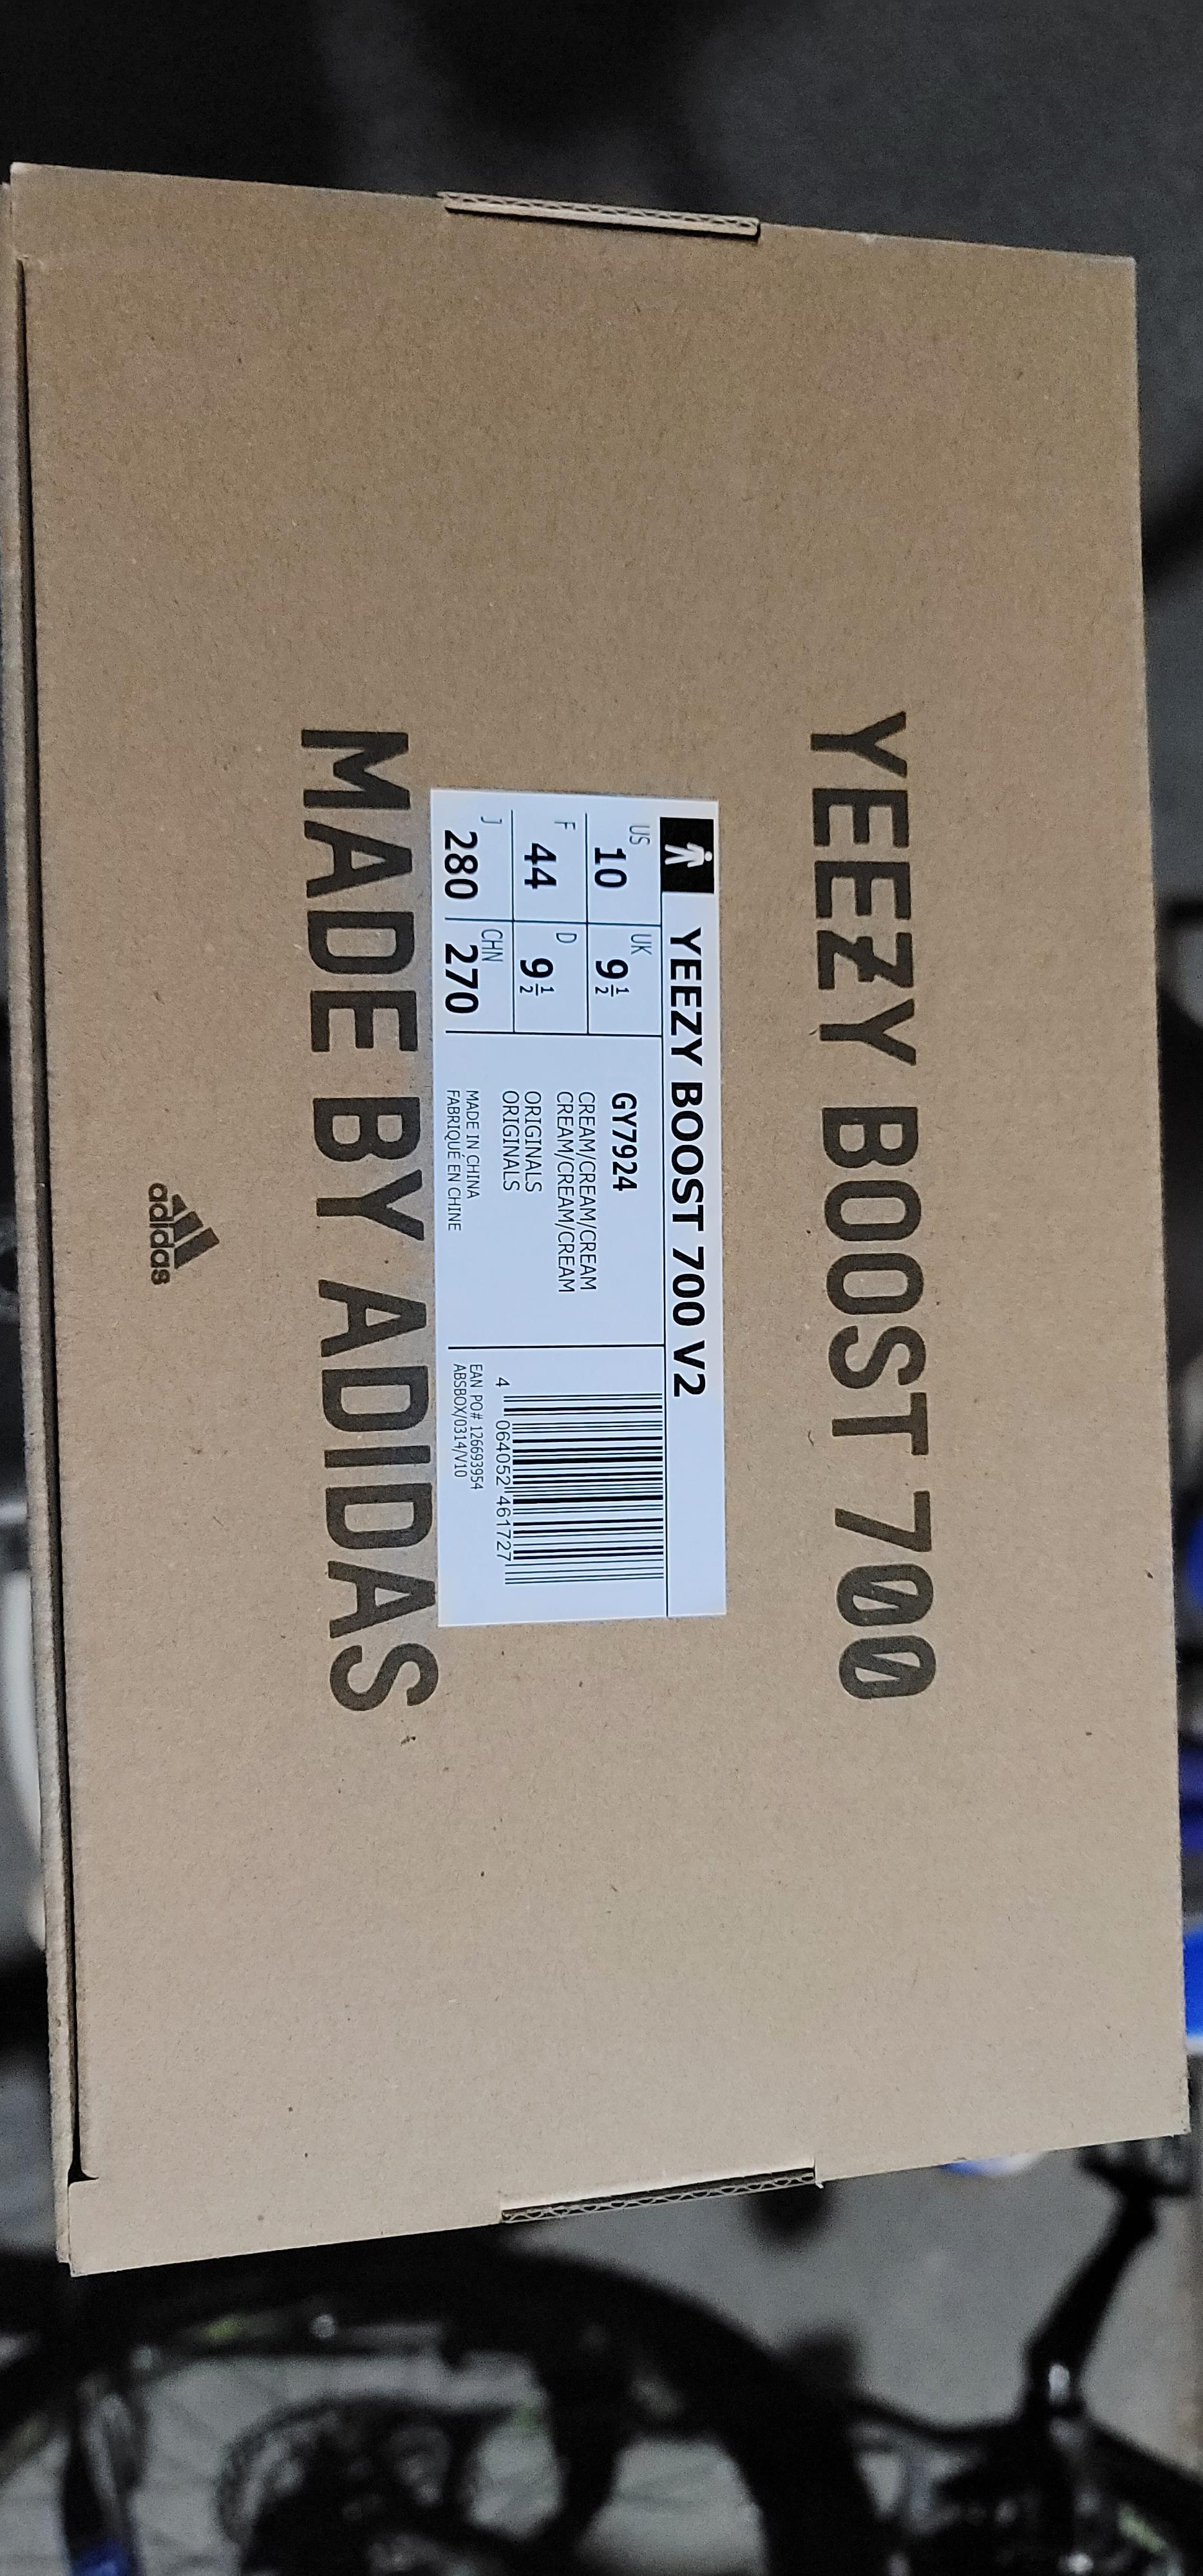 YEEZY BOOST 700
YEEZY BOOST 700 V2
US 10 UK 9 1/2
F 44 D 9 1/2
J 280 CHN 270
GY7924
CREAM/CREAM/CREAM
CREAM/CREAM/CREAM
ORIGINALS
ORIGINALS
MADE IN CHINA
FABRIQUÉ EN CHINE
4 064052 461727
EAN PO# 126693954
ABSBOX/0314/V10
MADE BY ADIDAS
adidas